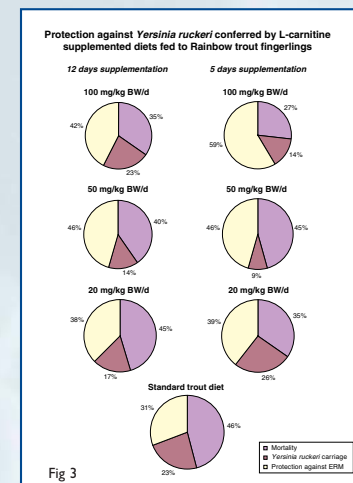 Protection against Yersinia ruckeri conferred by L-carnitine
supplemented diets fed to Rainbow trout fingerlings
12 days supplementation
5 days supplementation
100 mg/kg BW/d
100 mg/kg BW/d
42%
35%
23%
27%
59%
14%
50 mg/kg BW/d
50 mg/kg BW/d
46%
40%
14%
46%
45%
9%
20 mg/kg BW/d
20 mg/kg BW/d
38%
45%
17%
39%
35%
26%
Standard trout diet
31%
46%
23%
Mortality
Yersinia ruckeri carriage
Protection against ERM
Fig 3